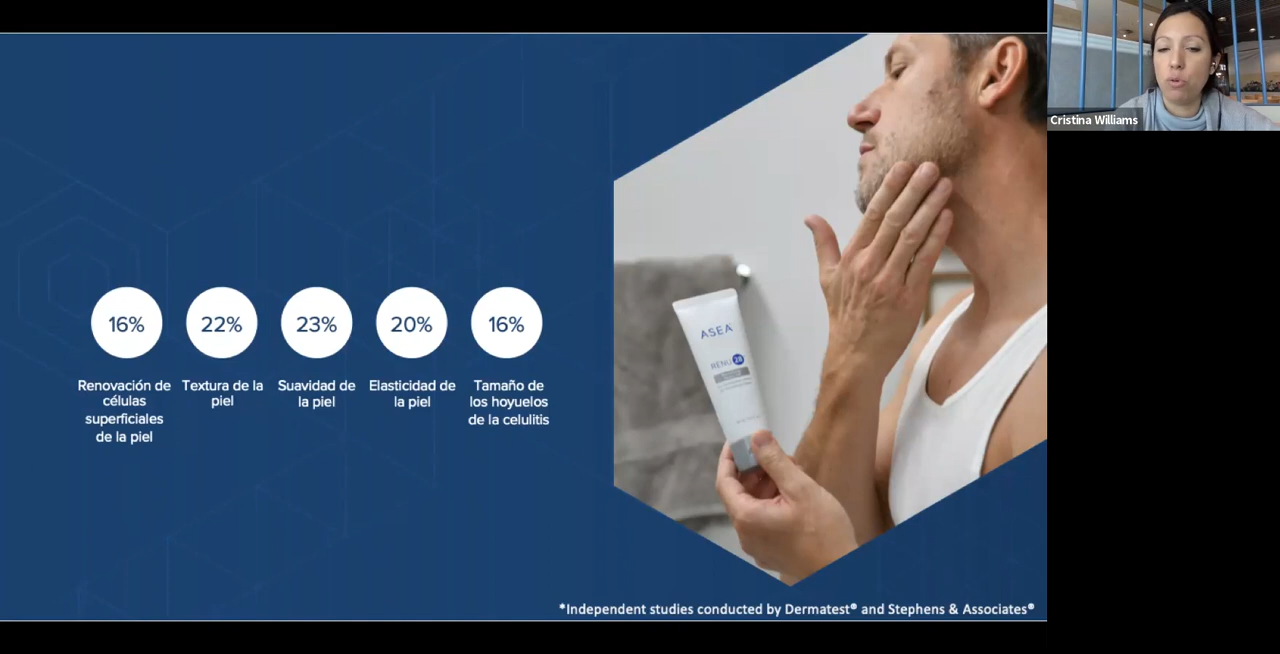 Cristina Williams
16%
22%
23%
20%
16%
Renovación de
células
superficiales
de la piel
Textura de la
piel
Suavidad de
la piel
Elasticidad de
la piel
Tamaño de
los hoyuelos
de la celulitis
ASEA
RENU 28
*Independent studies conducted by Dermatest® and Stephens & Associates®